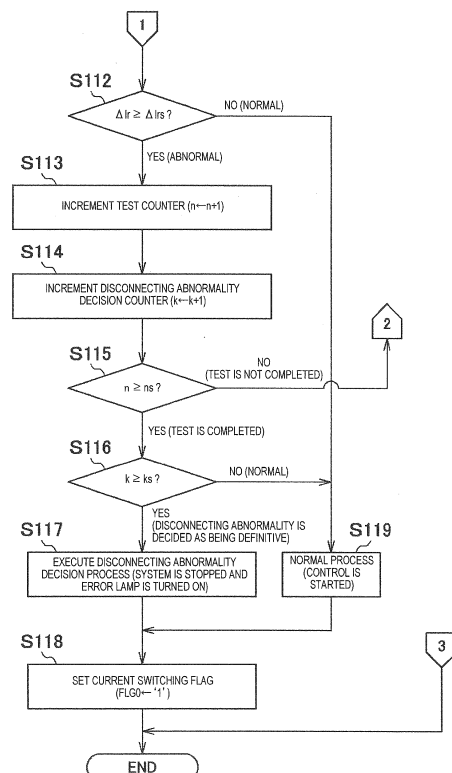 1
S112
Δlr ≥ Δlrs ?
NO (NORMAL)
YES (ABNORMAL)
S113
INCREMENT TEST COUNTER (n←n+1)
S114
INCREMENT DISCONNECTING ABNORMALITY
DECISION COUNTER (k←k+1)
2
S115
n ≥ ns ?
NO
(TEST IS NOT COMPLETED)
YES (TEST IS COMPLETED)
S116
k ≥ ks ?
NO (NORMAL)
YES
(DISCONNECTING ABNORMALITY IS
DECIDED AS BEING DEFINITIVE)
S117
EXECUTE DISCONNECTING ABNORMALITY
DECISION PROCESS (SYSTEM IS STOPPED AND
ERROR LAMP IS TURNED ON)
S119
NORMAL PROCESS
(CONTROL IS
STARTED)
S118
SET CURRENT SWITCHING FLAG
(FLG0← ‘1’ )
3
END